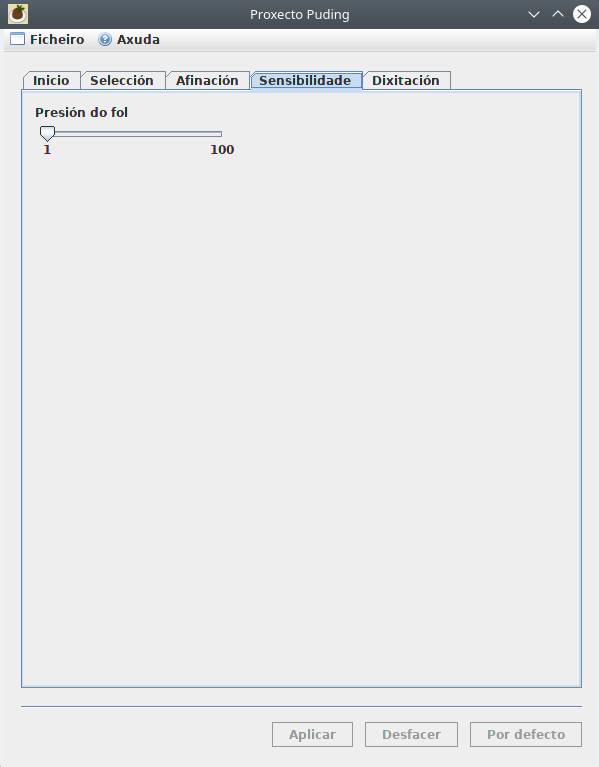 Proxecto Puding
Ficheiro Axuda
Inicio Selección Afinación Sensibilidade Dixitación
Presión do fol
1 100
Aplicar Desfacer Por defecto